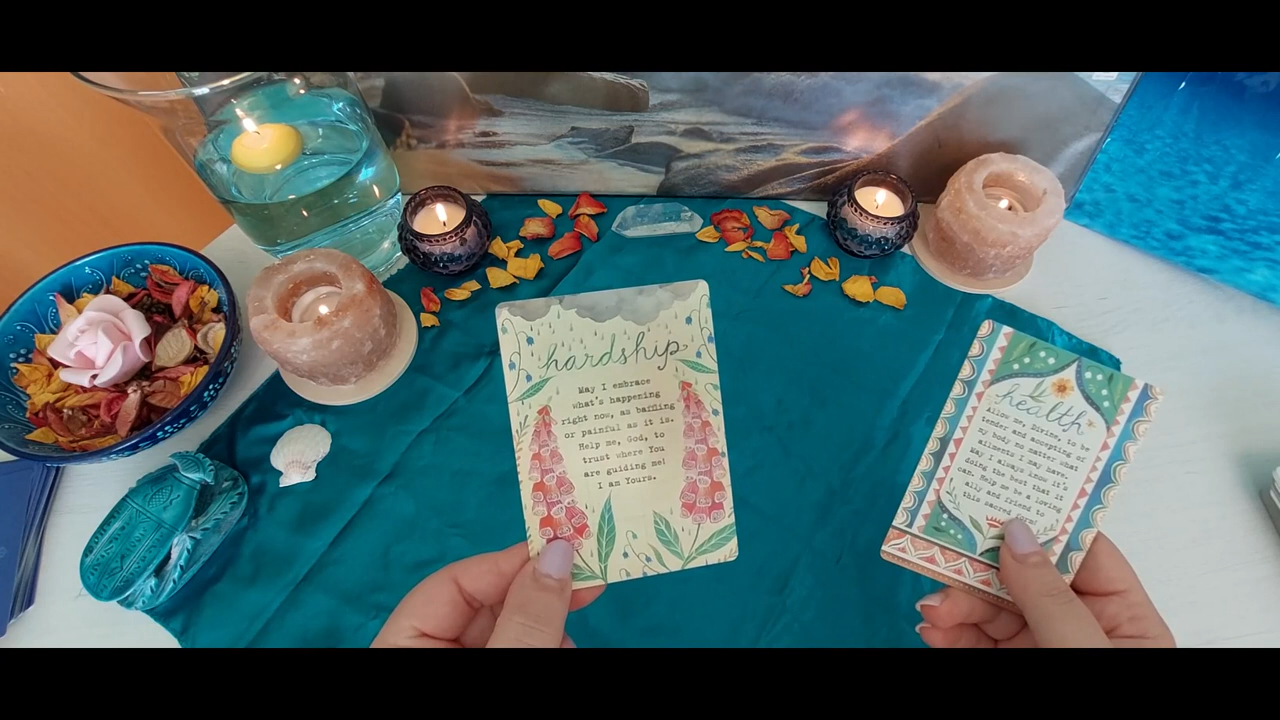 hardship
May I embrace
what's happening
right now, as baffling
or painful as it is.
Help me, God, to
trust where You
are guiding me!
I am Yours.
health
Allow me, Divine, to be
tender and accepting of
my body no matter what
ailments I may have.
May I always know it's
doing the best that it
can. Help me be a loving
ally and friend to
this sacred form!